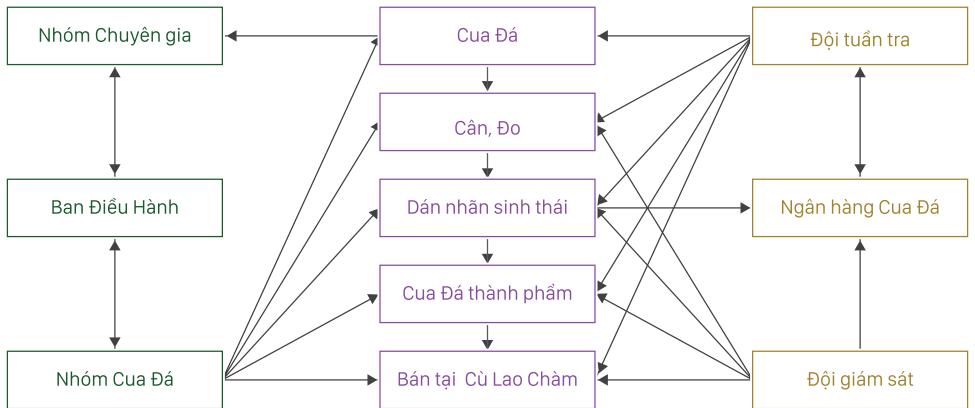 Nhóm Chuyên gia
Cua Đá
Đội tuần tra
Cân, Đo
Ban Điều Hành
Dán nhãn sinh thái
Ngân hàng Cua Đá
Cua Đá thành phẩm
Nhóm Cua Đá
Bán tại Cù Lao Chàm
Đội giám sát